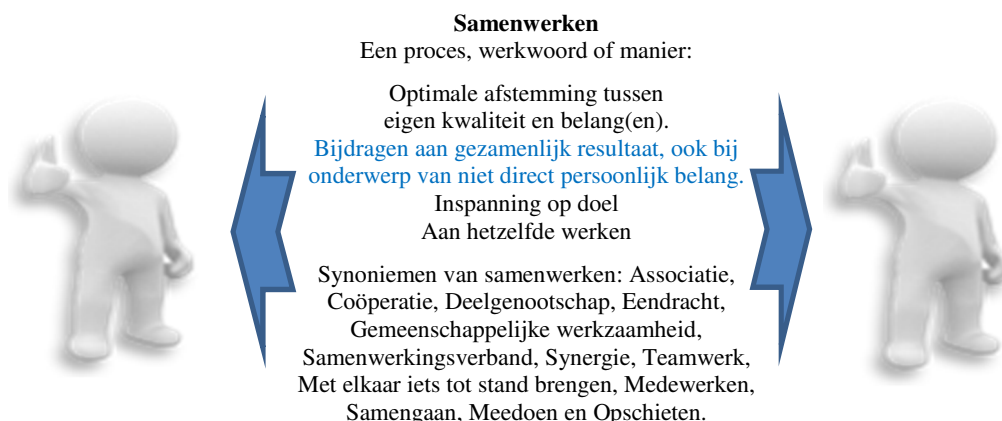 Samenwerken
Een proces, werkwoord of manier:
Optimale afstemming tussen
eigen kwaliteit en belang(en).
Bijdragen aan gezamenlijk resultaat, ook bij
onderwerp van niet direct persoonlijk belang.
Inspanning op doel
Aan hetzelfde werken
Synoniemen van samenwerken: Associatie,
Coöperatie, Deelgenootschap, Eendracht,
Gemeenschappelijke werkzaamheid,
Samenwerkingsverband, Synergie, Teamwerk,
Met elkaar iets tot stand brengen, Medewerken,
Samengaan, Meedoen en Opschieten.